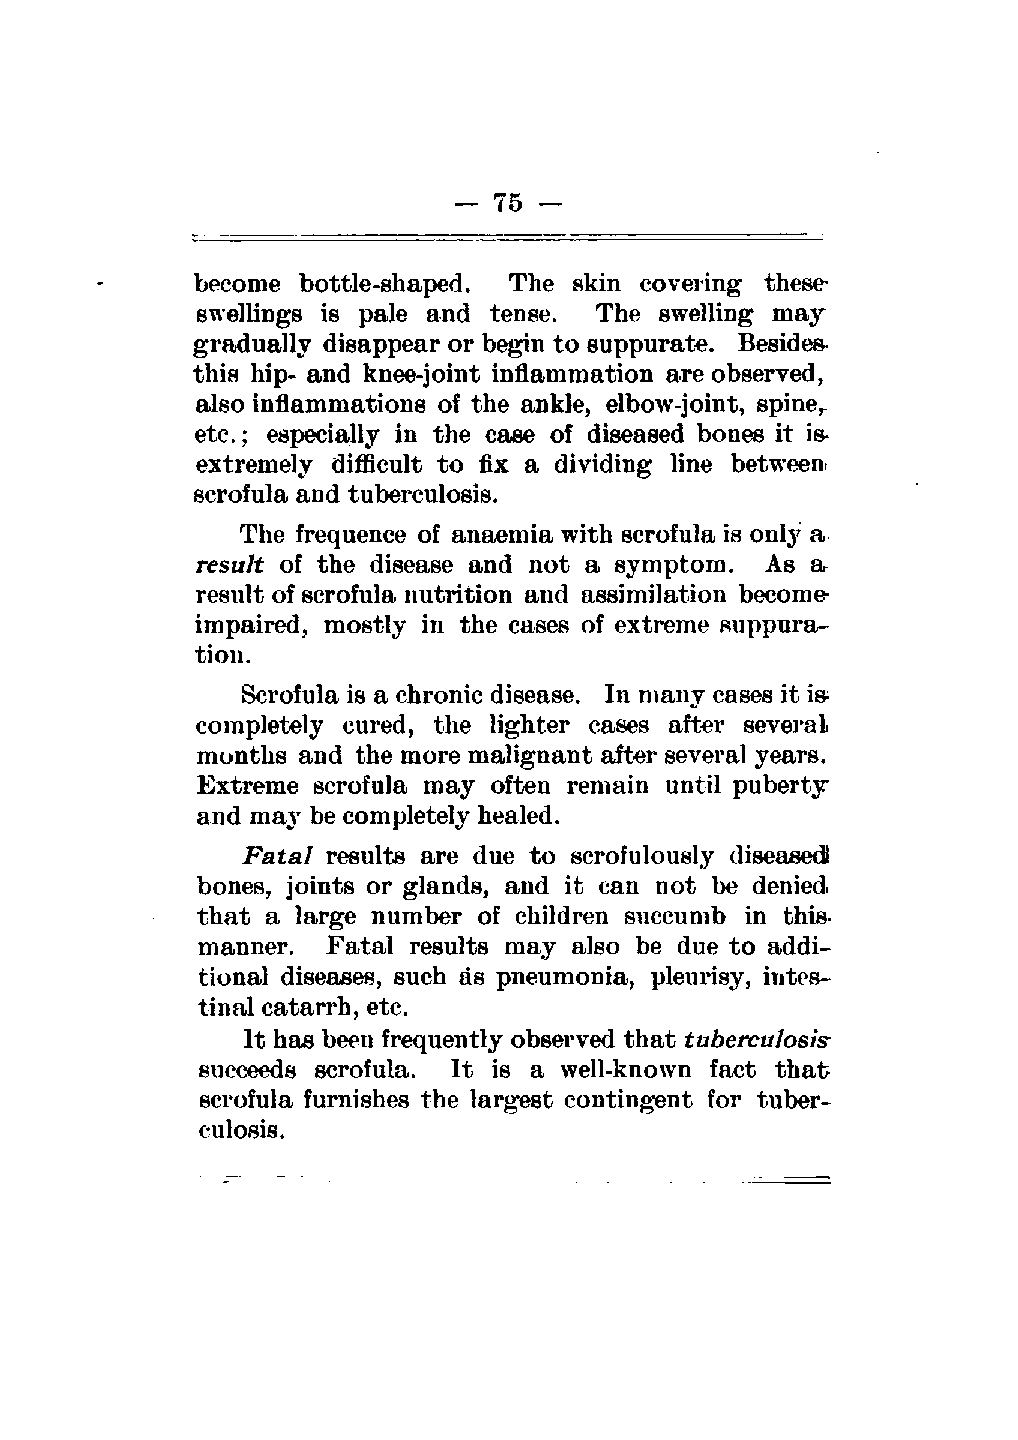 — 75 —
become bottle-shaped. The skin covering these
swellings is pale and tense. The swelling may
gradually disappear or begin to suppurate. Besides
this hip- and knee-joint inflammation are observed,
also inflammations of the ankle, elbow-joint, spine,
etc.; especially in the case of diseased bones it is
extremely difficult to fix a dividing line between
scrofula and tuberculosis.
The frequence of anaemia with scrofula is only a
result of the disease and not a symptom. As a
result of scrofula nutrition and assimilation become
impaired, mostly in the cases of extreme suppura-
tion.
Scrofula is a chronic disease. In many cases it is
completely cured, the lighter cases after several
months and the more malignant after several years.
Extreme scrofula may often remain until puberty
and may be completely healed.
Fatal results are due to scrofulously diseased
bones, joints or glands, and it can not be denied
that a large number of children succumb in this
manner. Fatal results may also be due to addi-
tional diseases, such as pneumonia, pleurisy, intes-
tinal catarrh, etc.
It has been frequently observed that tuberculosis
succeeds scrofula. It is a well-known fact that
scrofula furnishes the largest contingent for tuber-
culosis.